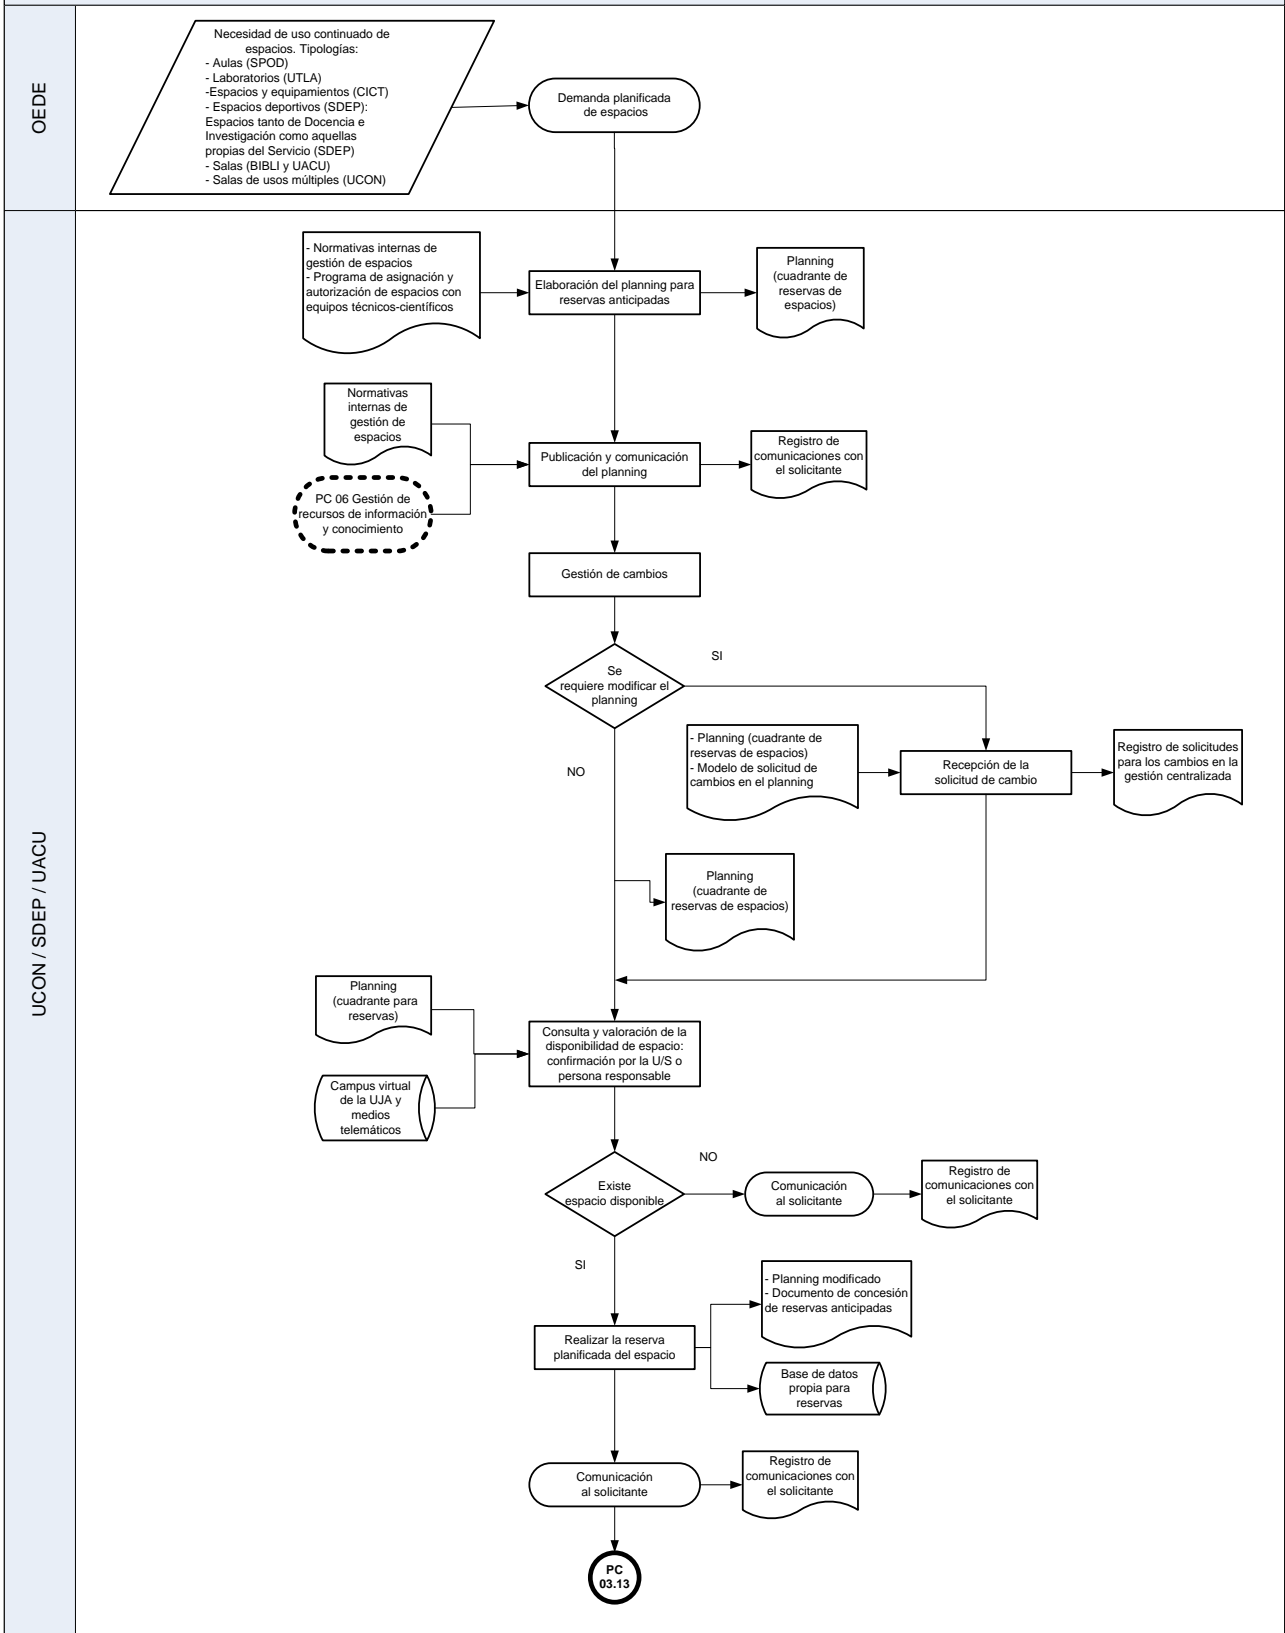 OEDE
Necesidad de uso continuado de
espacios. Tipologías:
- Aulas (SPOD)
- Laboratorios (UTLA)
-Espacios y equipamientos (CICT)
- Espacios deportivos (SDEP):
Espacios tanto de Docencia e
Investigación como aquellas
propias del Servicio (SDEP)
- Salas (BIBLI y UACU)
- Salas de usos múltiples (UCON)
Demanda planificada
de espacios
UCON / SDEP / UACU
- Normativas internas de
gestión de espacios
- Programa de asignación y
autorización de espacios con
equipos técnicos-científicos
Elaboración del planning para
reservas anticipadas
Planning
(cuadrante de
reservas de
espacios)
Normativas
internas de
gestión de
espacios
PC 06 Gestión de
recursos de información
y conocimiento
Publicación y comunicación
del planning
Registro de
comunicaciones con
el solicitante
Gestión de cambios
Se
requiere modificar el
planning
SI
NO
- Planning (cuadrante de
reservas de espacios)
- Modelo de solicitud de
cambios en el planning
Recepción de la
solicitud de cambio
Registro de solicitudes
para los cambios en la
gestión centralizada
Planning
(cuadrante de
reservas de espacios)
Planning
(cuadrante para
reservas)
Campus virtual
de la UJA y
medios
telemáticos
Consulta y valoración de la
disponibilidad de espacio:
confirmación por la U/S o
persona responsable
Existe
espacio disponible
NO
Comunicación
al solicitante
Registro de
comunicaciones con
el solicitante
SI
- Planning modificado
- Documento de concesión
de reservas anticipadas
Realizar la reserva
planificada del espacio
Base de datos
propia para
reservas
Comunicación
al solicitante
Registro de
comunicaciones con
el solicitante
PC
03.13